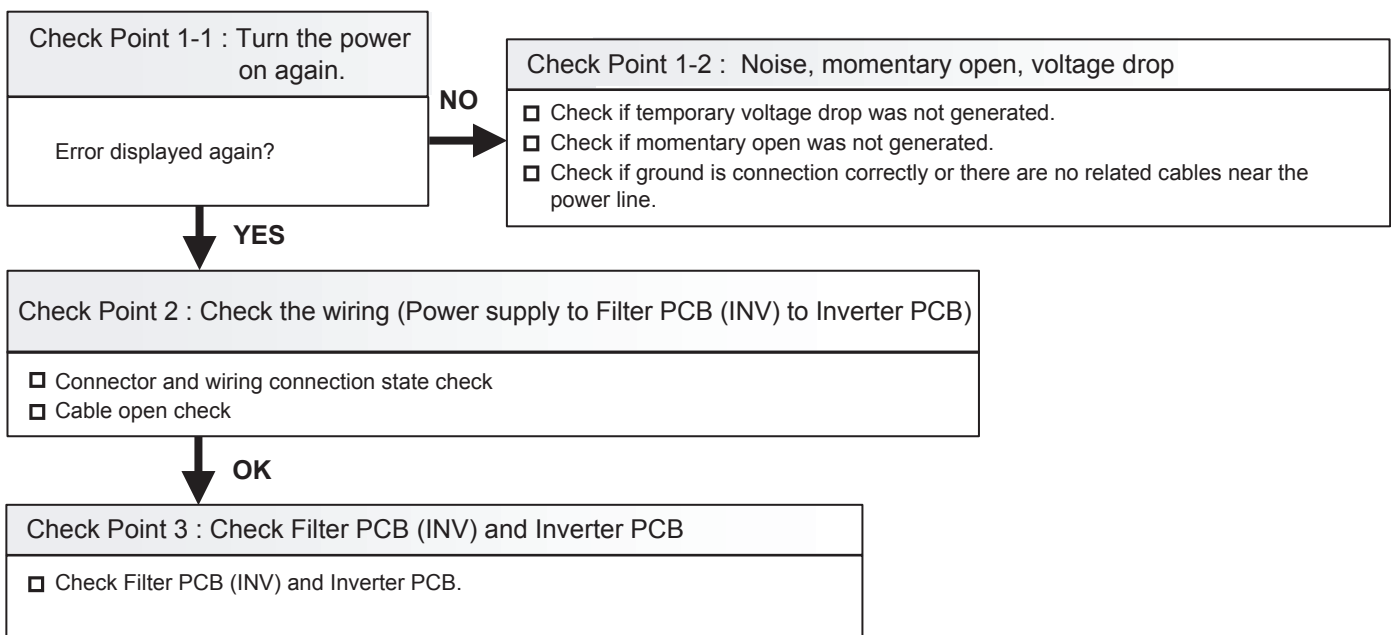 Check Point 1-1 : Turn the power
on again.
Error displayed again?
NO
Check Point 1-2 : Noise, momentary open, voltage drop
Check if temporary voltage drop was not generated.
Check if momentary open was not generated.
Check if ground is connection correctly or there are no related cables near the
power line.
YES
Check Point 2 : Check the wiring (Power supply to Filter PCB (INV) to Inverter PCB)
Connector and wiring connection state check
Cable open check
OK
Check Point 3 : Check Filter PCB (INV) and Inverter PCB
Check Filter PCB (INV) and Inverter PCB.